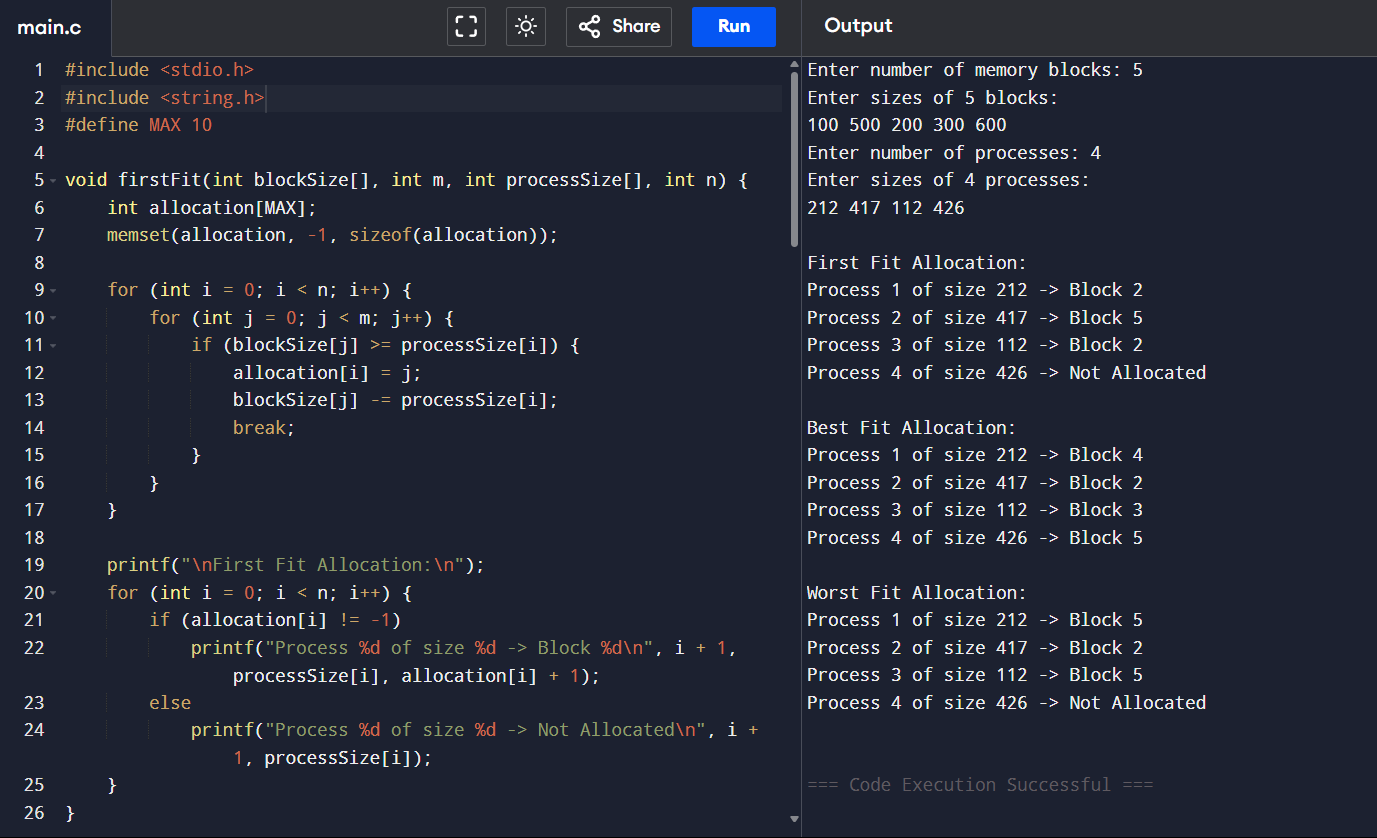 main.c
Share
Run
Output
1 #include <stdio.h>
2 #include <string.h>
3 #define MAX 10
4
5 void firstFit(int blockSize[], int m, int processSize[], int n) {
6     int allocation[MAX];
7     memset(allocation, -1, sizeof(allocation));
8
9     for (int i = 0; i < n; i++) {
10         for (int j = 0; j < m; j++) {
11             if (blockSize[j] >= processSize[i]) {
12                 allocation[i] = j;
13                 blockSize[j] -= processSize[i];
14                 break;
15             }
16         }
17     }
18
19     printf("\nFirst Fit Allocation:\n");
20     for (int i = 0; i < n; i++) {
21         if (allocation[i] != -1)
22             printf("Process %d of size %d -> Block %d\n", i + 1,
                processSize[i], allocation[i] + 1);
23         else
24             printf("Process %d of size %d -> Not Allocated\n", i +
                1, processSize[i]);
25     }
26 }
Enter number of memory blocks: 5
Enter sizes of 5 blocks:
100 500 200 300 600
Enter number of processes: 4
Enter sizes of 4 processes:
212 417 112 426

First Fit Allocation:
Process 1 of size 212 -> Block 2
Process 2 of size 417 -> Block 5
Process 3 of size 112 -> Block 2
Process 4 of size 426 -> Not Allocated

Best Fit Allocation:
Process 1 of size 212 -> Block 4
Process 2 of size 417 -> Block 2
Process 3 of size 112 -> Block 3
Process 4 of size 426 -> Block 5

Worst Fit Allocation:
Process 1 of size 212 -> Block 5
Process 2 of size 417 -> Block 2
Process 3 of size 112 -> Block 5
Process 4 of size 426 -> Not Allocated

=== Code Execution Successful ===